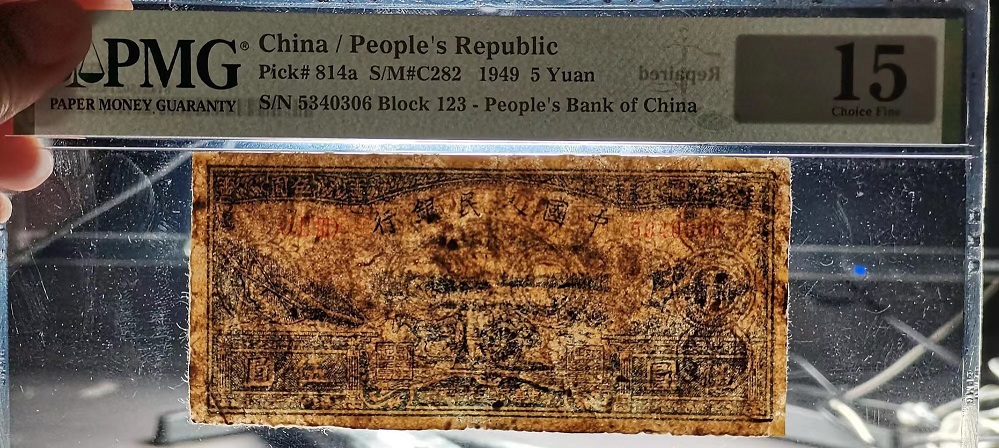 PMG®
PAPER MONEY GUARANTY
China / People's Republic
Pick# 814a S/M#C282 1949 5 Yuan
S/N 5340306 Block 123 - People's Bank of China
Repaired
15
Choice Fine
中國人民銀行
5340306